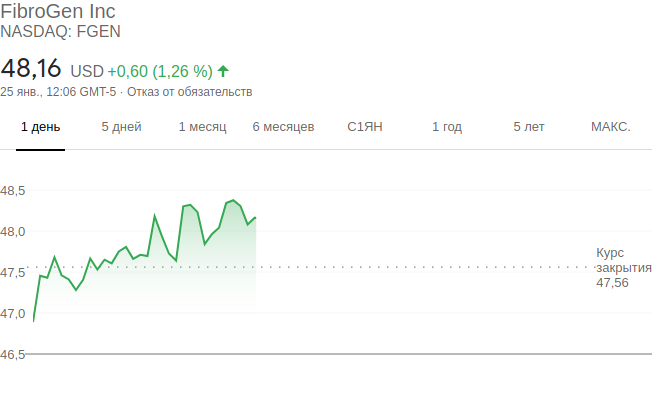 FibroGen Inc
NASDAQ: FGEN
48,16 USD +0,60 (1,26 %)
25 янв., 12:06 GMT-5 · Отказ от обязательств
1 день 5 дней 1 месяц 6 месяцев С1ЯН 1 год 5 лет МАКС.
48,5
48,0
47,5
47,0
46,5
Курс
закрытия
47,56